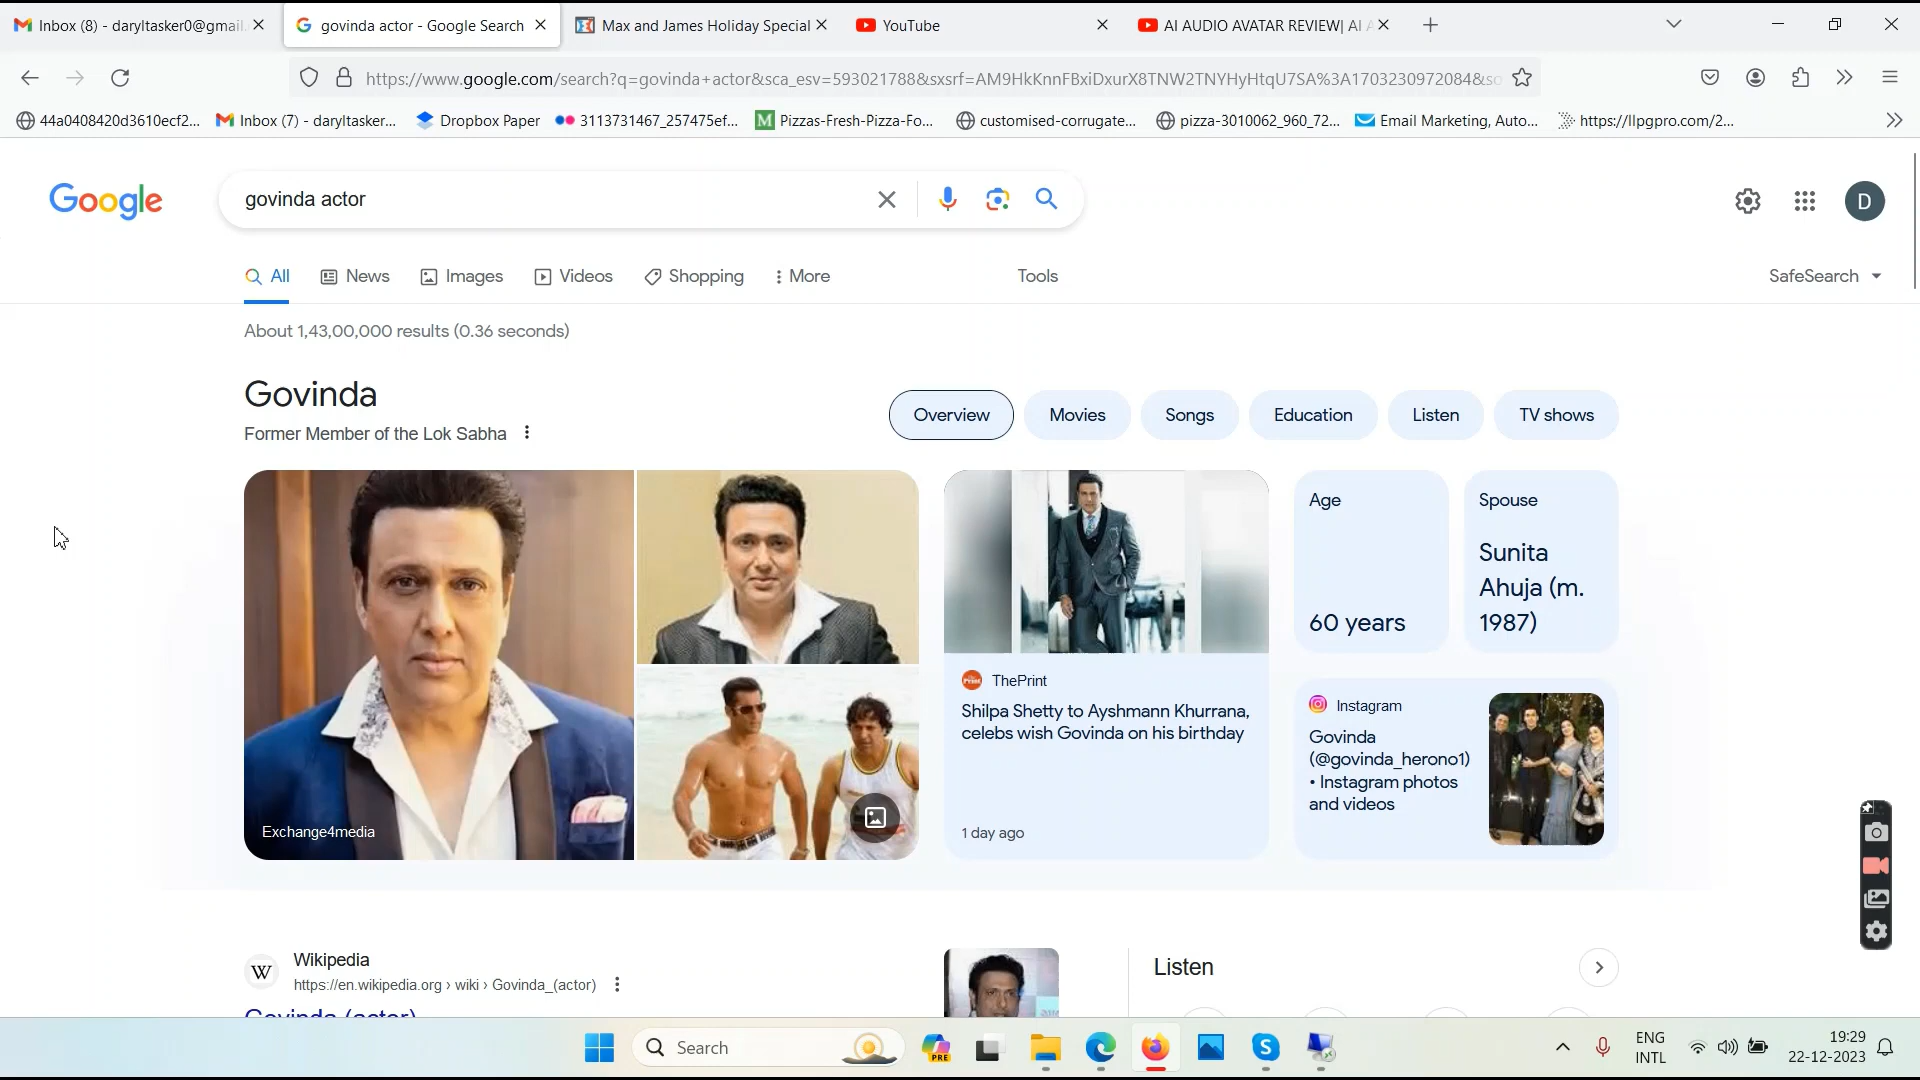 Inbox (8) - daryltasker0@gmail.
govinda actor - Google Search
Max and James Holiday Special
YouTube
AI AUDIO AVATAR REVIEW| AI A
https://www.google.com/search?q=govinda+actor&sca_esv=593021788&sxsrf=AM9HkKnnFBxiDxurX8TNW2TNYHyHtqU7SA%3A1703230972084&so
44a0408420d3610ecf2...
Inbox (7) - daryltasker...
Dropbox Paper
3113731467_257475ef...
Pizzas-Fresh-Pizza-Fo...
customised-corrugate...
pizza-3010062_960_72...
Email Marketing, Auto...
https://llpgpro.com/2...
Google
govinda actor
D
All
News
Images
Videos
Shopping
More
Tools
SafeSearch
About 1,43,00,000 results (0.36 seconds)
Govinda
Former Member of the Lok Sabha
Overview
Movies
Songs
Education
Listen
TV shows
Exchange4media
ThePrint
Shilpa Shetty to Ayshmann Khurrana,
celebs wish Govinda on his birthday
1 day ago
Age
60 years
Spouse
Sunita
Ahuja (m.
1987)
Instagram
Govinda
(@govinda_herono1)
• Instagram photos
and videos
W
Wikipedia
https://en.wikipedia.org › wiki › Govinda_(actor)
Govinda (actor)
Listen
Search
PRE
ENG
INTL
19:29
22-12-2023